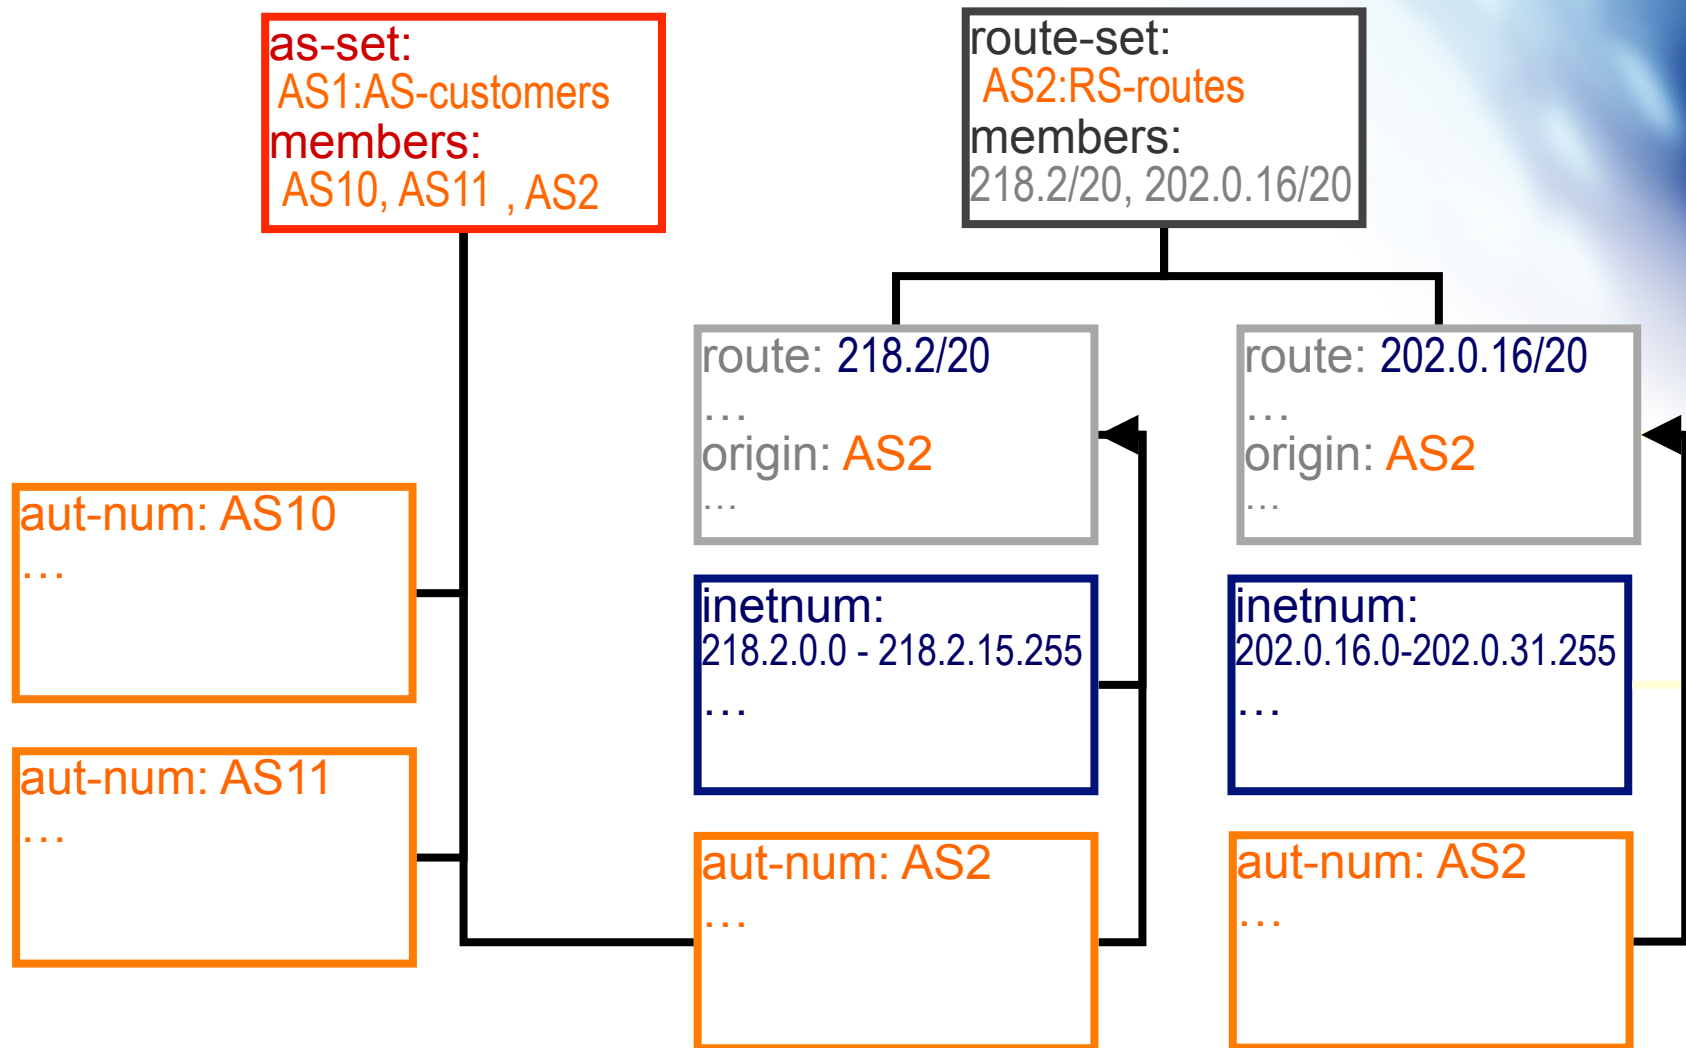 as-set:
AS1:AS-customers
members:
AS10, AS11 , AS2
route-set:
AS2:RS-routes
members:
218.2/20, 202.0.16/20
route: 218.2/20
...
origin: AS2
...
route: 202.0.16/20
...
origin: AS2
...
aut-num: AS10
...
inetnum:
218.2.0.0 - 218.2.15.255
...
inetnum:
202.0.16.0-202.0.31.255
...
aut-num: AS11
...
aut-num: AS2
...
aut-num: AS2
...